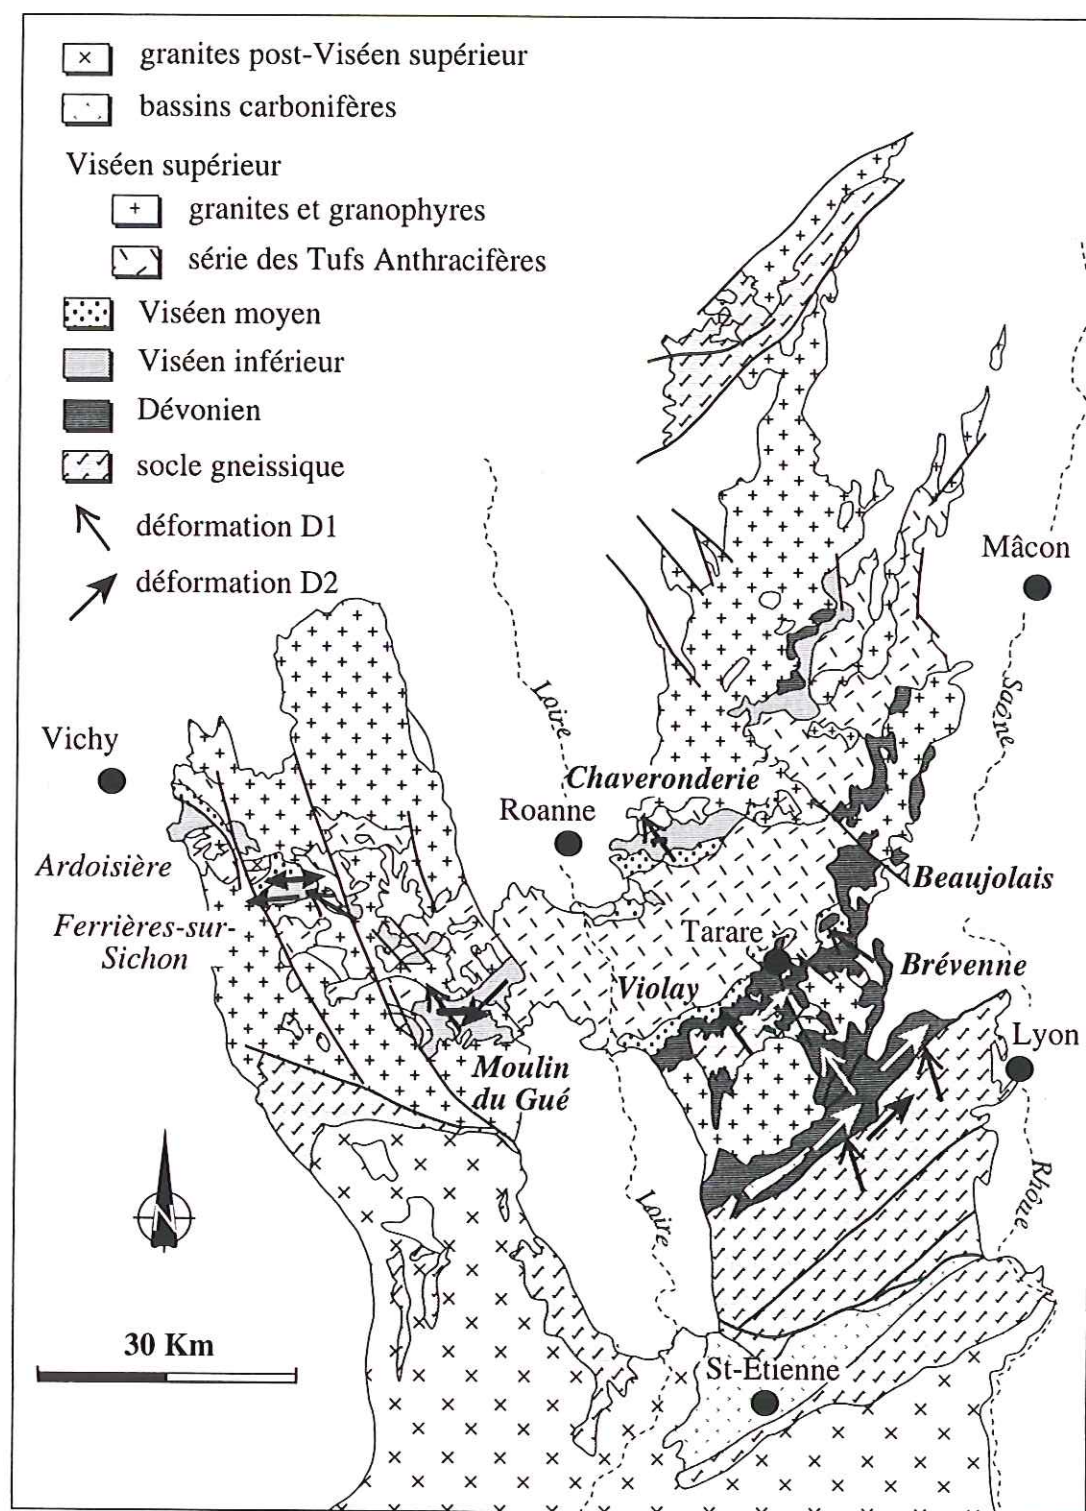 granites post-Viséen supérieur
bassins carbonifères
Viséen supérieur
granites et granophyres
série des Tufs Anthracifères
Viséen moyen
Viséen inférieur
Dévonien
socle gneissique
déformation D1
déformation D2
Mâcon
Loire
Saône
Vichy
Chaveronderie
Roanne
Ardoisière
Beaujolais
Ferrières-sur-
Sichon
Tarare
Violay
Brévenne
Lyon
Moulin
du Gué
Loire
Rhône
N
30 Km
St-Etienne